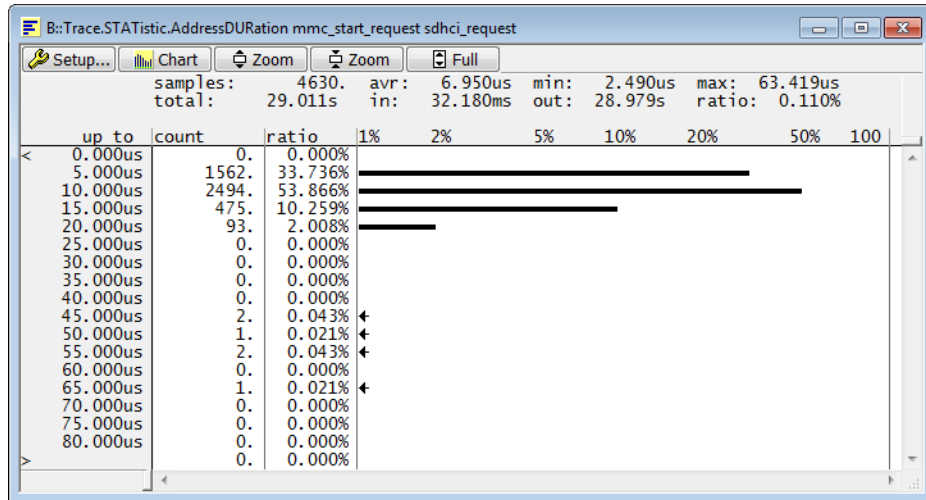 B::Trace.STATistic.AddressDURation mmc_start_request sdhci_request
Setup... Chart Zoom Zoom Full
samples: 4630. avr: 6.950us min: 2.490us max: 63.419us
total: 29.011s in: 32.180ms out: 28.979s ratio: 0.110%
up to count ratio 1% 2% 5% 10% 20% 50% 100
< 0.000us 0. 0.000%
5.000us 1562. 33.736%
10.000us 2494. 53.866%
15.000us 475. 10.259%
20.000us 93. 2.008%
25.000us 0. 0.000%
30.000us 0. 0.000%
35.000us 0. 0.000%
40.000us 0. 0.000%
45.000us 2. 0.043%
50.000us 1. 0.021%
55.000us 2. 0.043%
60.000us 0. 0.000%
65.000us 1. 0.021%
70.000us 0. 0.000%
75.000us 0. 0.000%
80.000us 0. 0.000%
> 0. 0.000%